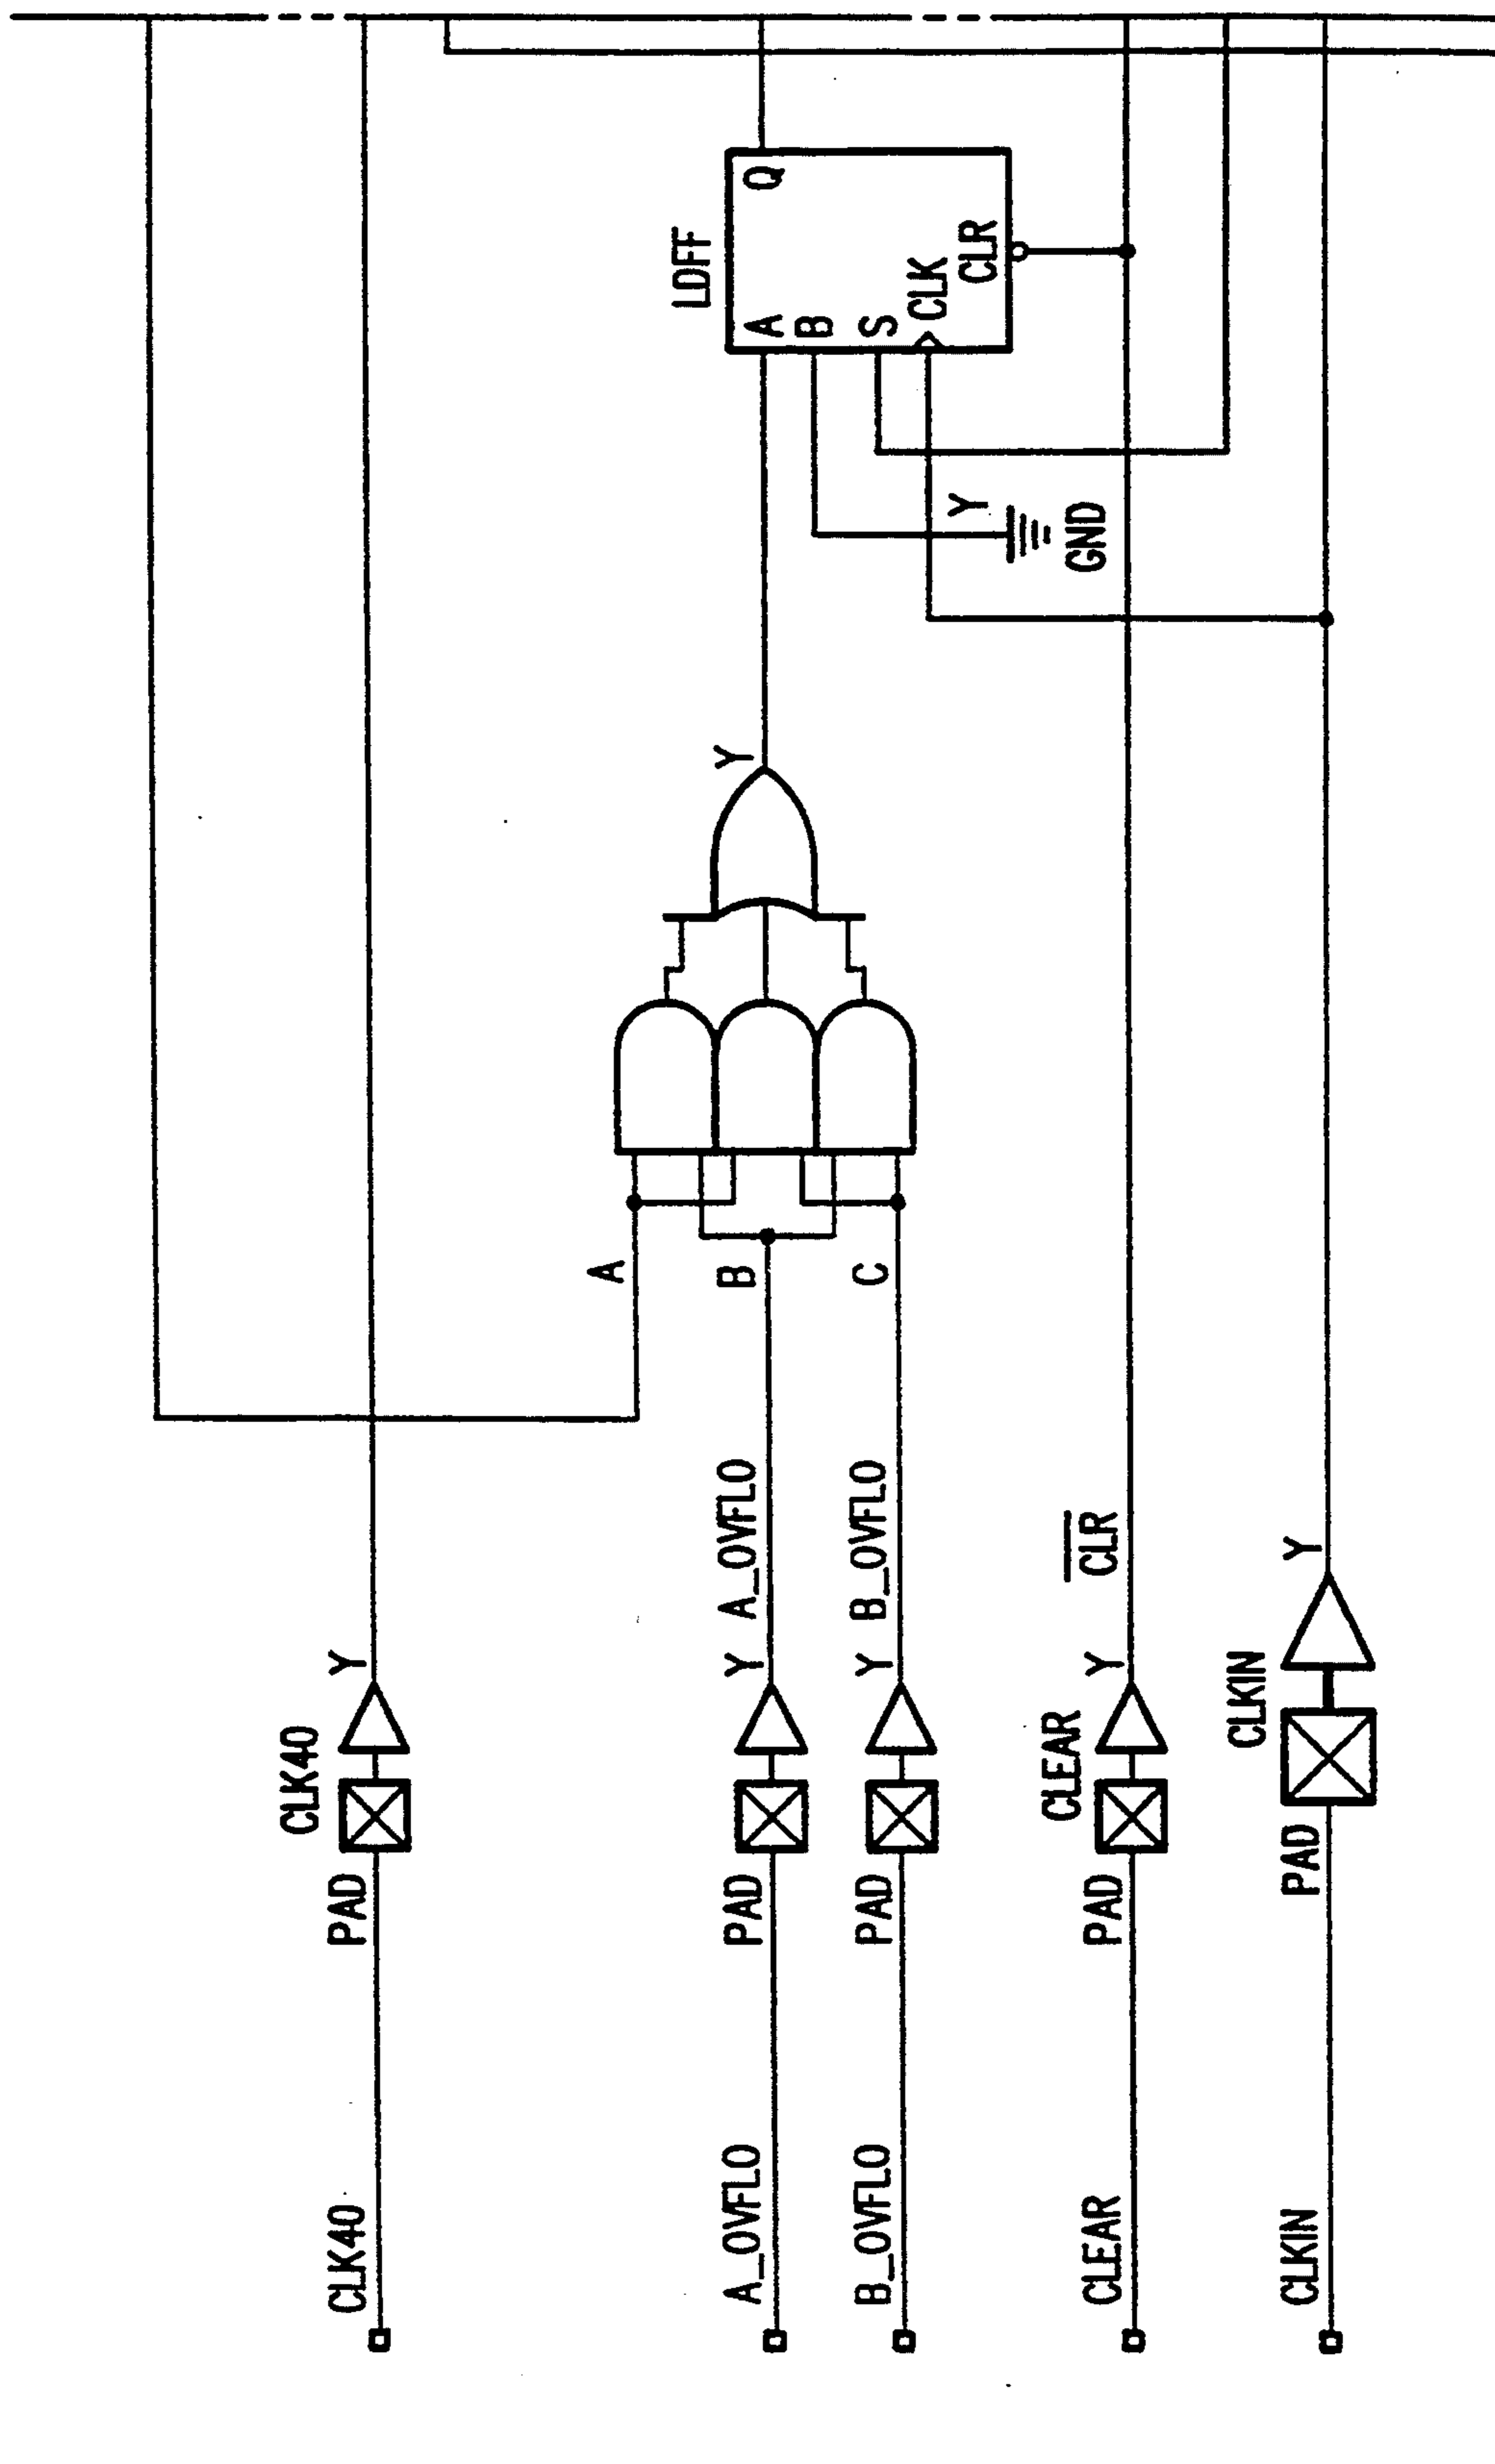 CLK40
PAD
CLK40
Y
A_OVFLO
PAD
Y
A_OVFLO
B_OVFLO
PAD
Y
B_OVFLO
CLEAR
PAD
CLEAR
Y
CLR
CLKIN
PAD
CLKIN
Y
A
B
C
Y
Y
GND
LDFF
A
B
S
CLK
CLR
Q